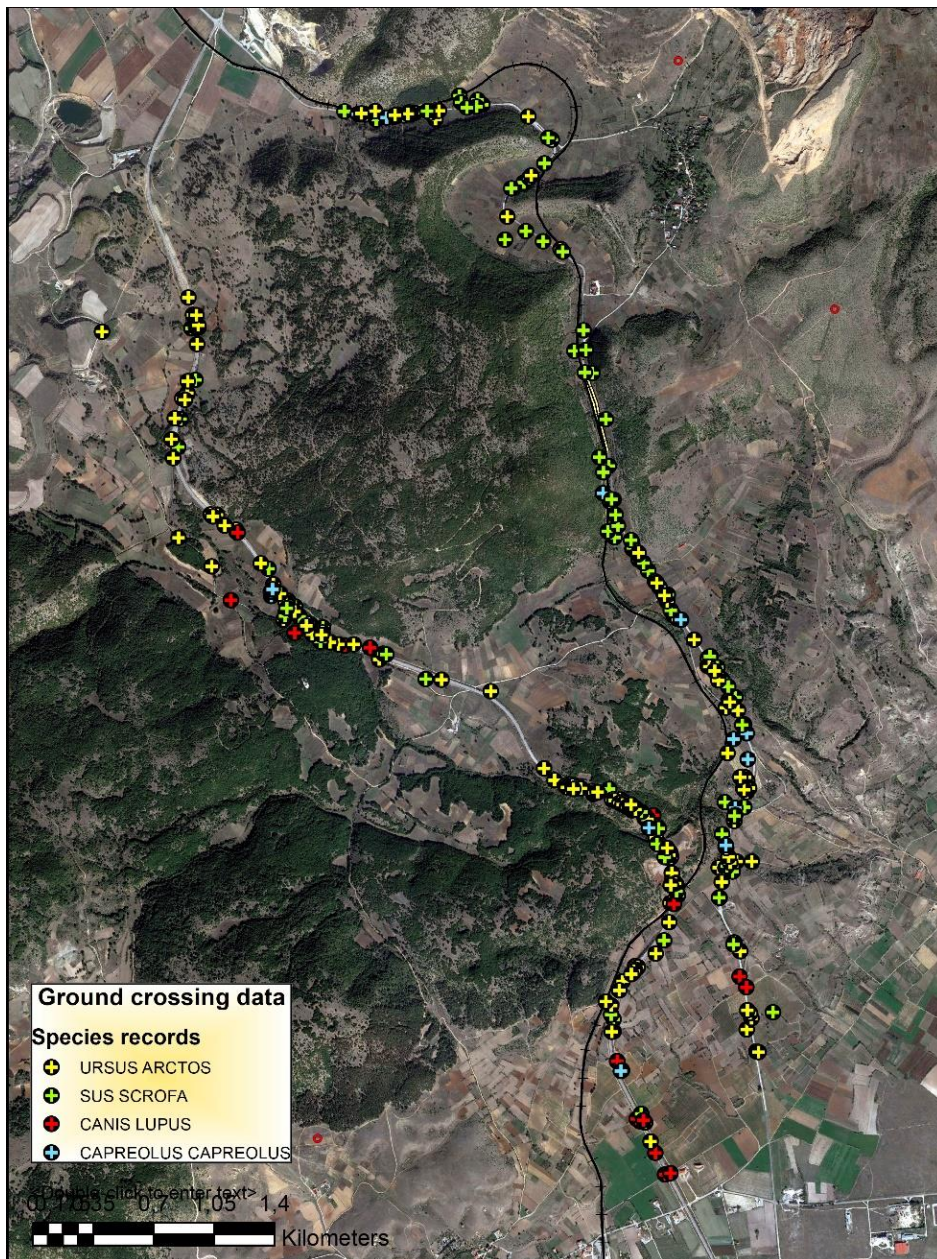 Ground crossing data
Species records
URSUS ARCTOS
SUS SCROFA
CANIS LUPUS
CAPREOLUS CAPREOLUS
<Double-click to enter text>
0,7 1,05 1,4
Kilometers